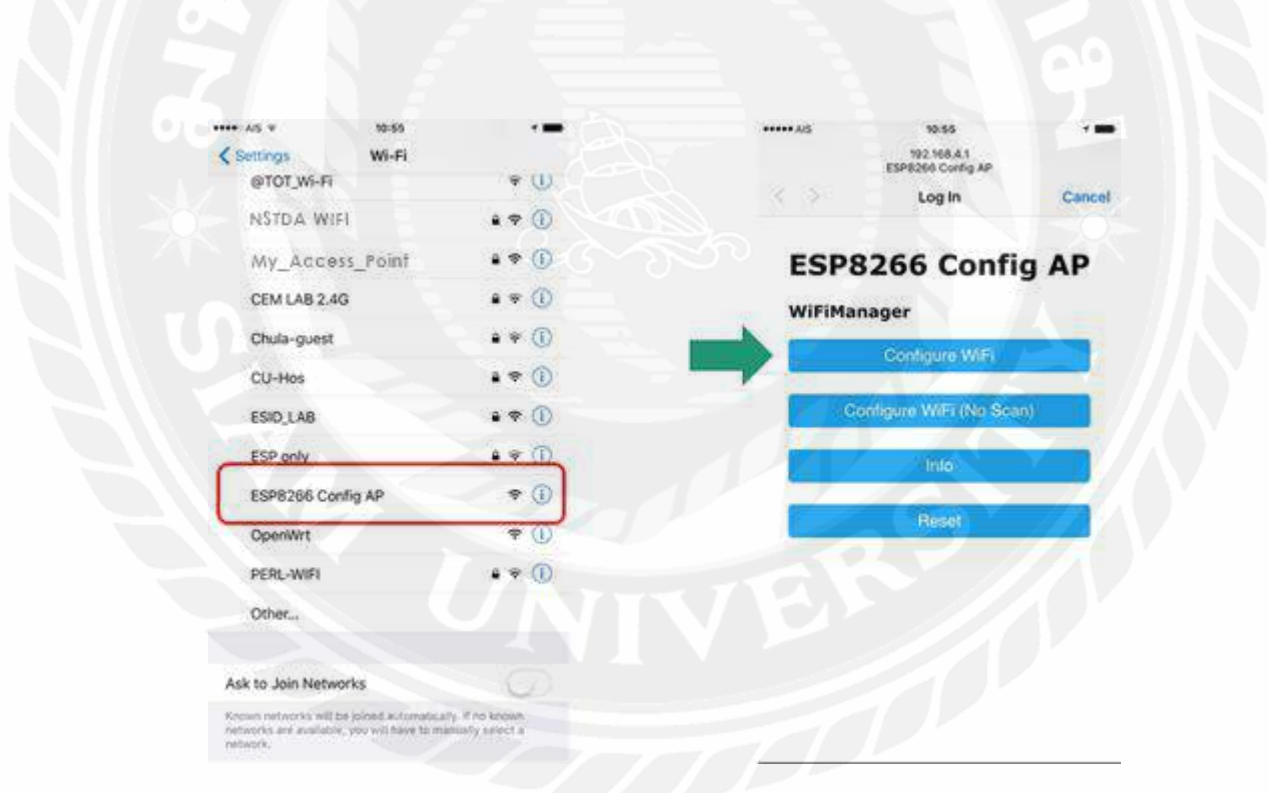 AIS
10:55
Settings
Wi-Fi
@TOT_Wi-Fi
NSTDA WIFI
My_Access_Point
CEM LAB 2.4G
Chula-guest
CU-Hos
ESID_LAB
ESP only
ESP8266 Config AP
OpenWrt
PERL-WIFI
Other...
Ask to Join Networks
Known networks will be joined automatically. If no known
networks are available, you will have to manually select a
network.
AIS
10:55
192.168.4.1
ESP8266 Config AP
Log In
Cancel
ESP8266 Config AP
WiFiManager
Configure WiFi
Configure WiFi (No Scan)
Info
Reset
SIAM UNIVERSITY